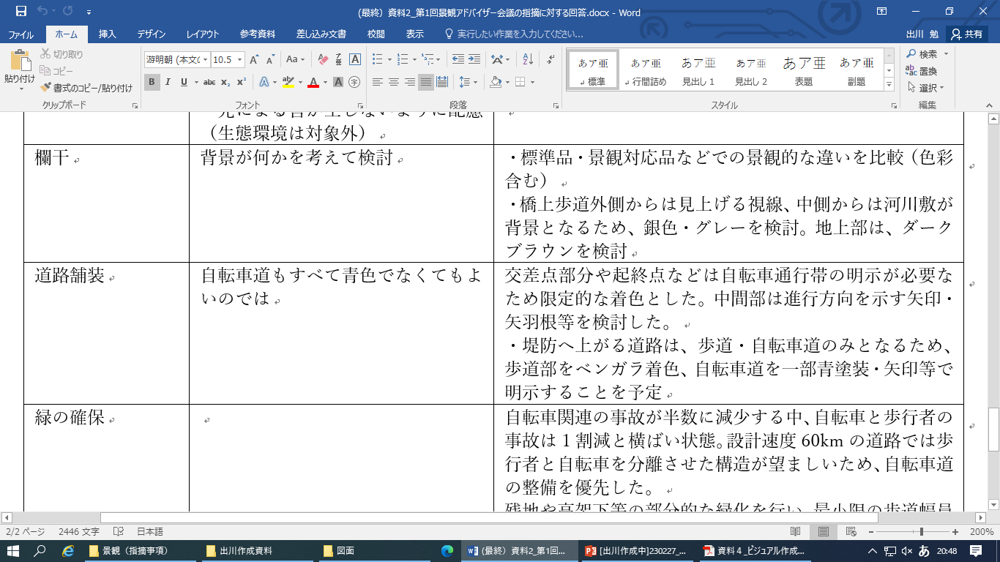 (最終）資料2_第1回景観アドバイザー会議の指摘に対する回答.docx - Word
ファイル ホーム 挿入 デザイン レイアウト 参考資料 差し込み文書 校閲 表示 実行したい作業を入力してください... 出川 勉 共有
貼り付け 切り取り コピー 書式のコピー/貼り付け
游明朝 (本文の 10.5
あア亜 あア亜 あア亜 あア亜 あア亜 あア亜
標準 行間詰め 見出し 1 見出し 2 表題 副題
検索 置換 選択
クリップボード フォント 段落 スタイル 編集
光による害が生じないように配慮
（生態環境は対象外）
欄干
背景が何かを考えて検討
・標準品・景観対応品などでの景観的な違いを比較（色彩
含む）
・橋上歩道外側からは見上げる視線、中側からは河川敷が
背景となるため、銀色・グレーを検討。地上部は、ダーク
ブラウンを検討
道路舗装
自転車道もすべて青色でなくてもよ
いのでは
交差点部分や起終点などは自転車通行帯の明示が必要な
ため限定的な着色とした。中間部は進行方向を示す矢印・
矢羽根等を検討した。
・堤防へ上がる道路は、歩道・自転車道のみとなるため、
歩道部をベンガラ着色、自転車道を一部青塗装・矢印等で
明示することを予定
緑の確保
自転車関連の事故が半数に減少する中、自転車と歩行者の
事故は 1 割減と横ばい状態。設計速度 60km の道路では歩
行者と自転車を分離させた構造が望ましいため、自転車道
の整備を優先した。
残地や高架下等の部分的な緑化を行い、最小限の歩道幅員
2/2 ページ 2446 文字 日本語 200%
景観（指摘事項） 出川作成資料 図面 (最終）資料2_第1回... [出川作成中]230227_... 資料４_ビジュアル作成... あ 20:48